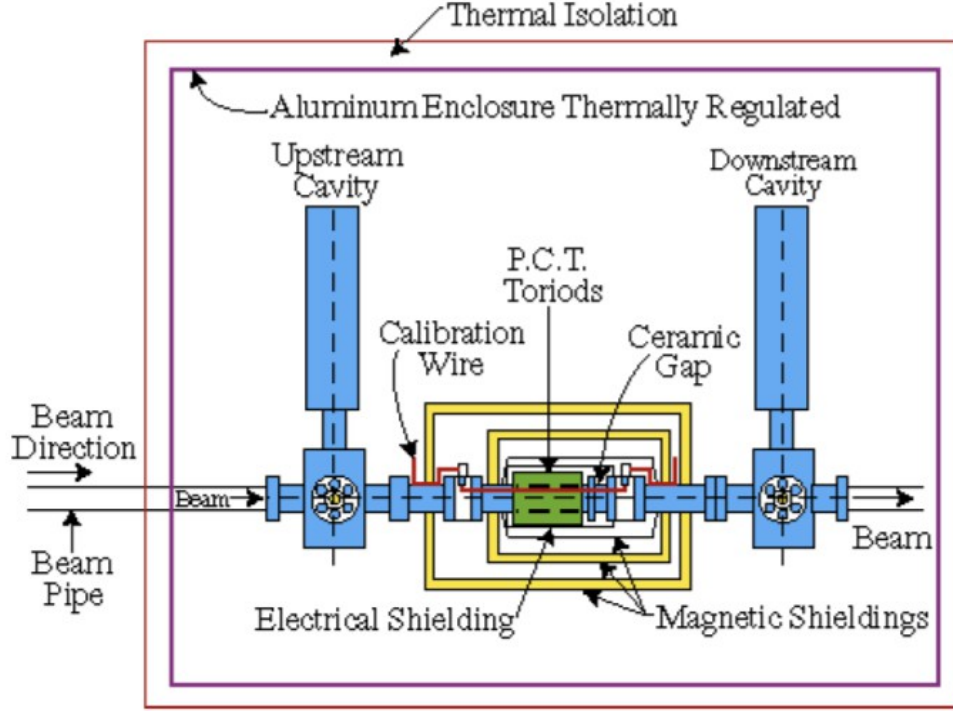 Thermal Isolation
Aluminum Enclosure Thermally Regulated
Upstream
Cavity
Downstream
Cavity
P.C.T.
Toriods
Calibration
Wire
Ceramic
Gap
Beam
Direction
Beam
Beam
Beam
Pipe
Electrical Shielding
Magnetic Shieldings